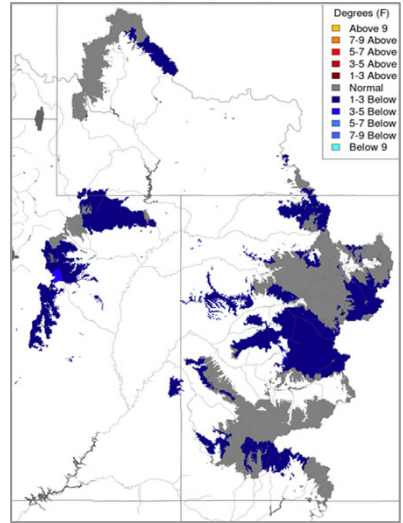 Degrees (F)
Above 9
7-9 Above
5-7 Above
3-5 Above
1-3 Above
Normal
1-3 Below
3-5 Below
5-7 Below
7-9 Below
Below 9